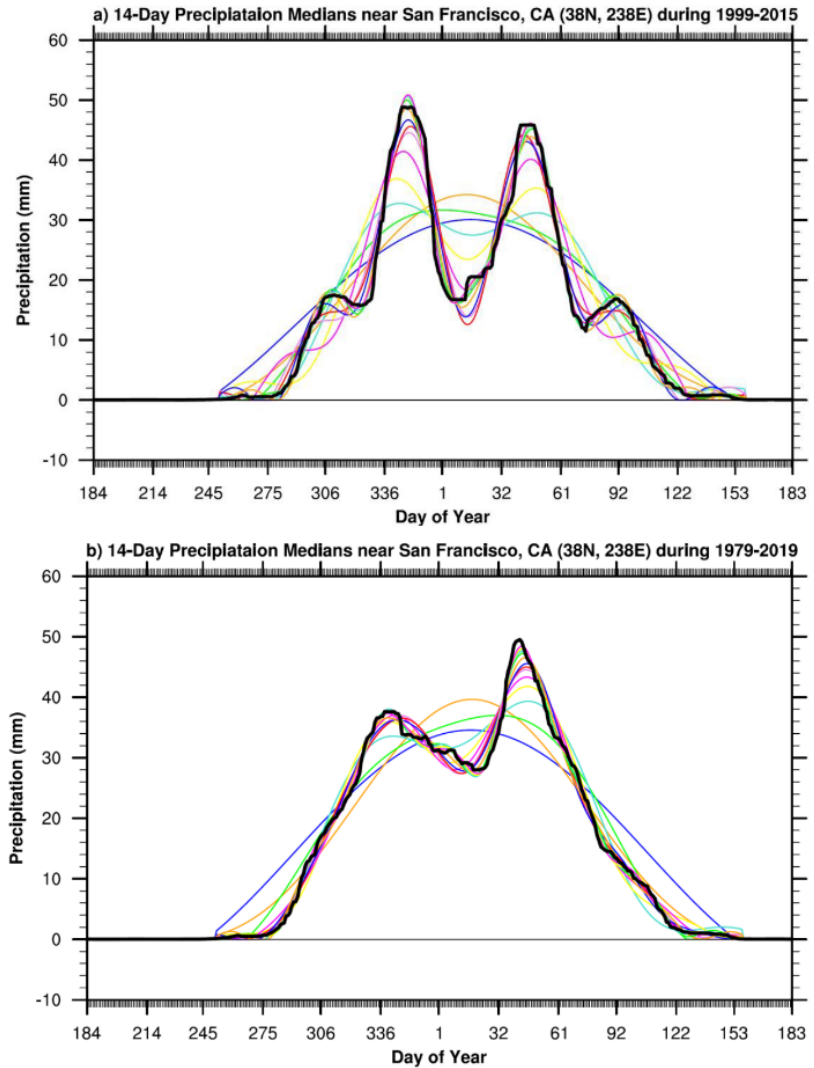 a) 14-Day Precipiataion Medians near San Francisco, CA (38N, 238E) during 1999-2015
60
50
40
30
20
10
0
-10
Precipitation (mm)
184 214 245 275 306 336 1 32 61 92 122 153 183
Day of Year
b) 14-Day Precipiataion Medians near San Francisco, CA (38N, 238E) during 1979-2019
60
50
40
30
20
10
0
-10
Precipitation (mm)
184 214 245 275 306 336 1 32 61 92 122 153 183
Day of Year